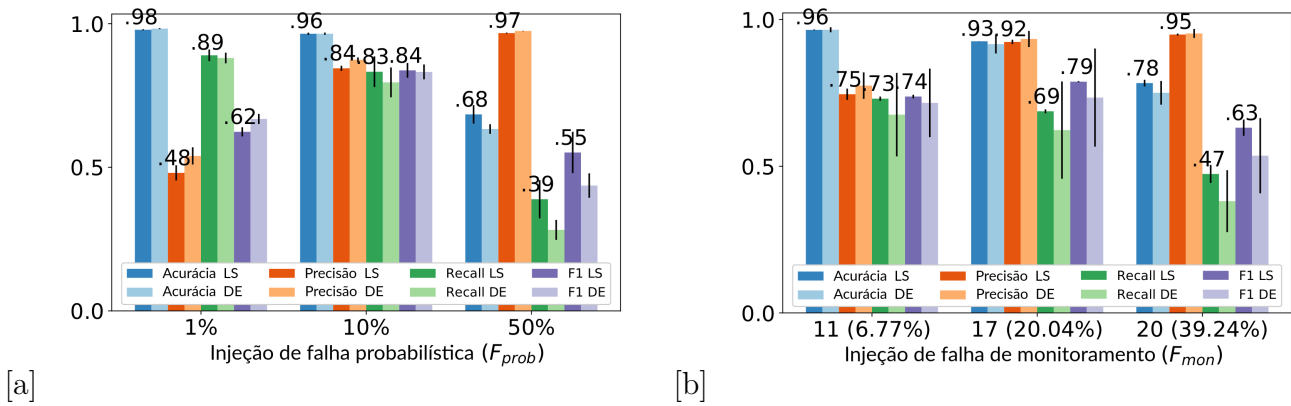 1.0
0.5
0.0
.98
.48
.89
.62
.96
.84
.83
.84
.68
.97
.39
.55
Acurácia LS
Precisão LS
Recall LS
F1 LS
Acurácia DE
Precisão DE
Recall DE
F1 DE
1%
10%
50%
Injeção de falha probabilística (F_prob)
[a]
1.0
0.5
0.0
.96
.75
.73
.74
.93
.92
.69
.79
.78
.95
.47
.63
Acurácia LS
Precisão LS
Recall LS
F1 LS
Acurácia DE
Precisão DE
Recall DE
F1 DE
11 (6.77%)
17 (20.04%)
20 (39.24%)
Injeção de falha de monitoramento (F_mon)
[b]